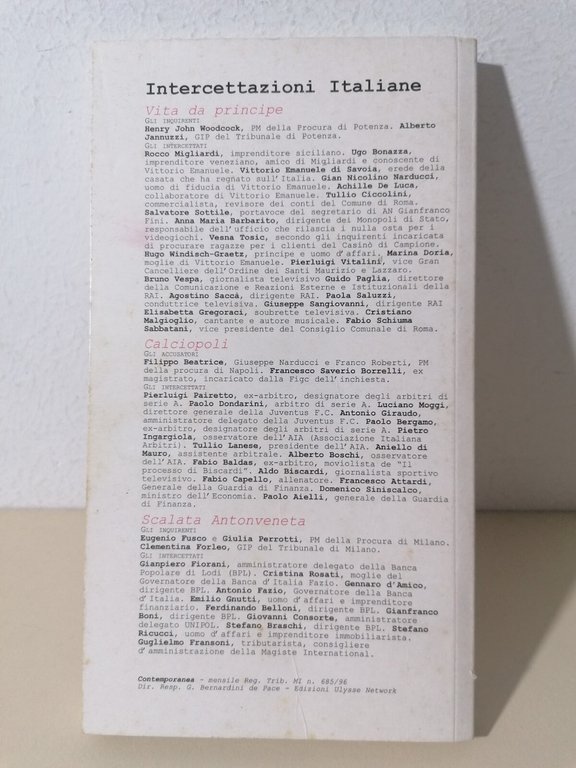 Intercettazioni Italiane
Vita da principe
GLI INQUIRENTI
Henry John Woodcock, PM della Procura di Potenza. Alberto
Jannuzzi, GIP del Tribunale di Potenza.
GLI INTERCETTATI
Rocco Migliardi, imprenditore siciliano. Ugo Bonazza,
imprenditore veneziano, amico di Migliardi e conoscente di
Vittorio Emanuele. Vittorio Emanuele di Savoia, erede della
casata che ha regnato sull'Italia. Gian Nicolino Narducci,
uomo di fiducia di Vittorio Emanuele. Achille De Luca,
collaboratore di Vittorio Emanuele. Tullio Ciccolini,
commercialista, revisore dei conti del Comune di Roma.
Salvatore Sottile, portavoce del segretario di AN Gianfranco
Fini. Anna Maria Barbarito, dirigente dei Monopoli di Stato,
responsabile dell'ufficio che rilascia i nulla osta per i
videogiochi. Vesna Tosic, secondo gli inquirenti incaricata
di procurare ragazze per i clienti del Casinò di Campione.
Hugo Windisch-Graetz, principe e uomo d'affari. Marina Doria,
moglie di Vittorio Emanuele. Pierluigi Vitalini, vice Gran
Cancelliere dell'Ordine dei Santi Maurizio e Lazzaro.
Bruno Vespa, giornalista televisivo Guido Paglia, direttore
della Comunicazione e Reazioni Esterne e Istituzionali della
RAI. Agostino Saccà, dirigente RAI. Paola Saluzzi,
conduttrice televisiva. Giuseppe Sangiovanni, dirigente RAI
Elisabetta Gregoraci, soubrette televisiva. Cristiano
Malgioglio, cantante e autore musicale. Fabio Schiuma
Sabbatani, vice presidente del Consiglio Comunale di Roma.
Calciopoli
GLI ACCUSATORI
Filippo Beatrice, Giuseppe Narducci e Franco Roberti, PM
della procura di Napoli. Francesco Saverio Borrelli, ex
magistrato, incaricato dalla Figc dell'inchiesta.
GLI INTERCETTATI
Pierluigi Pairetto, ex-arbitro, designatore degli arbitri di
serie A. Paolo Dondarini, arbitro di serie A. Luciano Moggi,
direttore generale della Juventus F.C. Antonio Giraudo,
amministratore delegato della Juventus F.C. Paolo Bergamo,
ex-arbitro, designatore degli arbitri di serie A. Pietro
Ingargiola, osservatore dell'AIA (Associazione Italiana
Arbitri). Tullio Lanese, presidente dell'AIA. Aniello di
Mauro, assistente arbitrale. Alberto Boschi, osservatore
dell'AIA. Fabio Baldas, ex-arbitro, moviolista de "Il
processo di Biscardi". Aldo Biscardi, giornalista sportivo
televisivo. Fabio Capello, allenatore. Francesco Attardi,
Generale della Guardia di Finanza. Domenico Siniscalco,
ministro dell'Economia. Paolo Aielli, generale della Guardia
di Finanza.
Scalata Antonveneta
GLI INQUIRENTI
Eugenio Fusco e Giulia Perrotti, PM della Procura di Milano.
Clementina Forleo, GIP del Tribunale di Milano.
GLI INTERCETTATI
Gianpiero Fiorani, amministratore delegato della Banca
Popolare di Lodi (BPL). Cristina Rosati, moglie del
Governatore della Banca d'Italia Fazio. Gennaro d'Amico,
dirigente BPL. Antonio Fazio, Governatore della Banca
d'Italia. Emilio Gnutti, uomo d'affari e imprenditore
finanziario. Ferdinando Belloni, dirigente BPL. Gianfranco
Boni, dirigente BPL. Giovanni Consorte, amministratore
delegato UNIPOL. Stefano Braschi, dirigente BPL. Stefano
Ricucci, uomo d'affari e imprenditore immobiliarista.
Guglielmo Fransoni, tributarista, consigliere
d'amministrazione della Magiste International.
Contemporanea - mensile Reg. Trib. MI n. 685/96
Dir. Resp. G. Bernardini de Pace - Edizioni Ulysse Network